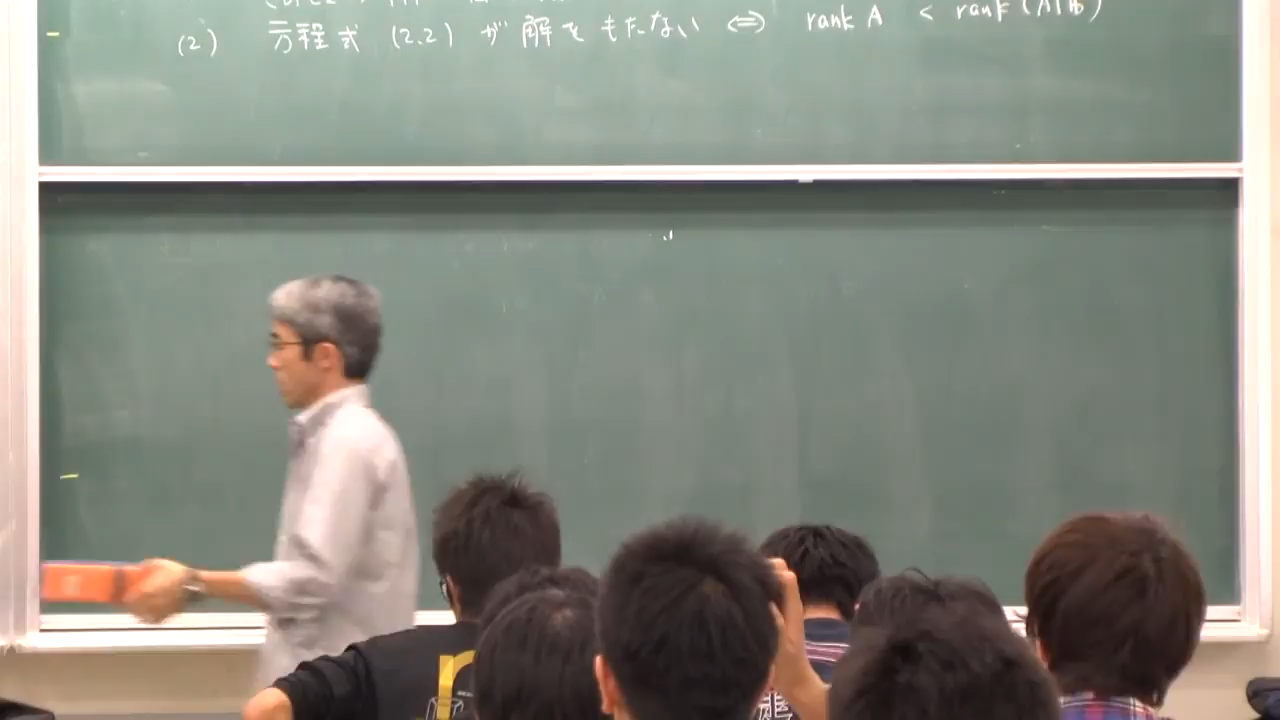 (2) 方程式 (2.2) が解をもたない ⇔ rank A < rank (A|b)